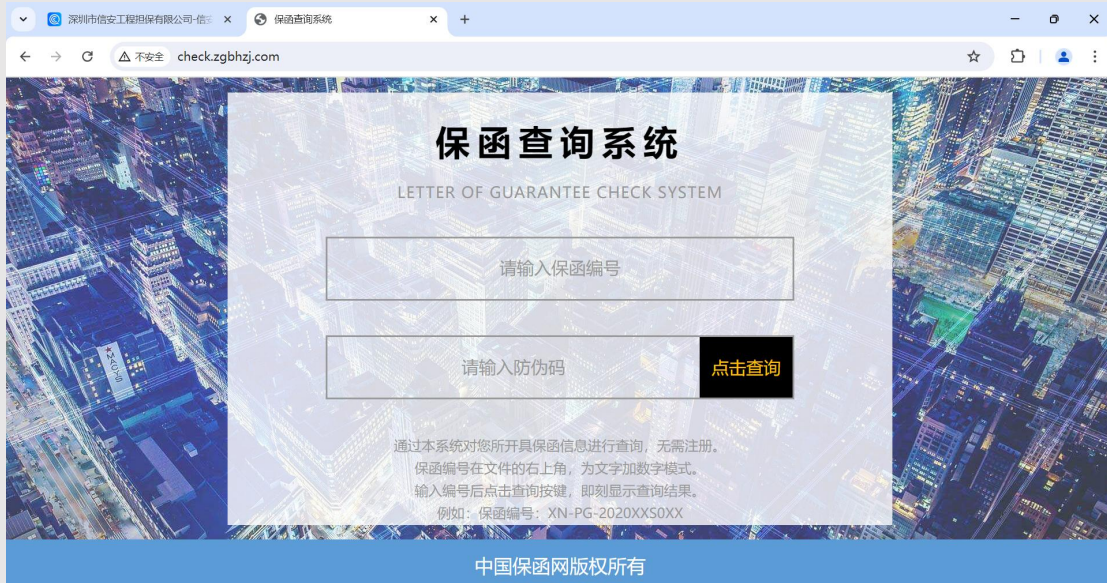 深圳市信安工程担保有限公司-信
保函查询系统
不安全
check.zgbhzj.com
保函查询系统
LETTER OF GUARANTEE CHECK SYSTEM
请输入保函编号
请输入防伪码
点击查询
通过本系统对您所开具保函信息进行查询，无需注册。
保函编号在文件的右上角，为文字加数字模式。
输入编号后点击查询按键，即刻显示查询结果。
例如：保函编号：XN-PG-2020XXS0XX
MACY'S
中国保函网版权所有